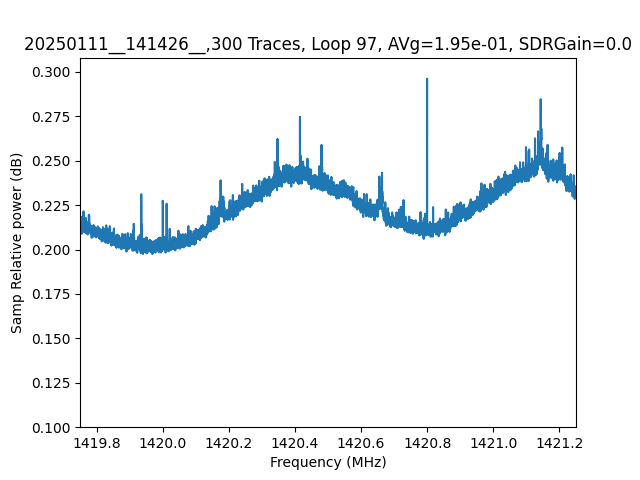 20250111__141426__,300 Traces, Loop 97, AVg=1.95e-01, SDRGain=0.0
Samp Relative power (dB)
0.300
0.275
0.250
0.225
0.200
0.175
0.150
0.125
0.100
1419.8 1420.0 1420.2 1420.4 1420.6 1420.8 1421.0 1421.2
Frequency (MHz)